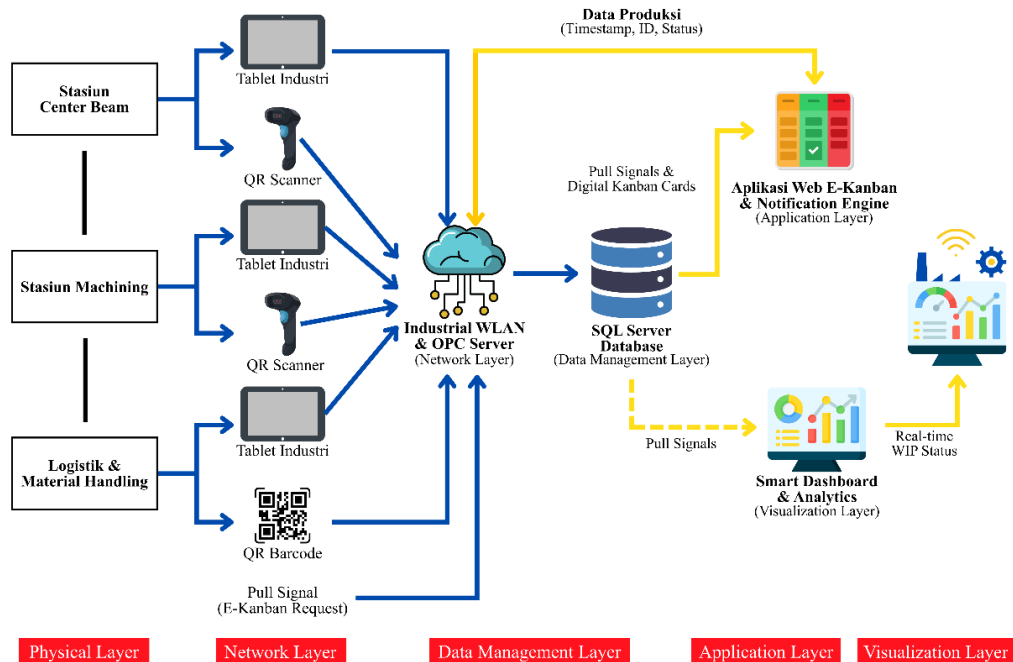 Data Produksi
(Timestamp, ID, Status)
Stasiun
Center Beam
Tablet Industri
QR Scanner
Pull Signals &
Digital Kanban Cards
Aplikasi Web E-Kanban
& Notification Engine
(Application Layer)
Stasiun Machining
Tablet Industri
QR Scanner
Industrial WLAN
& OPC Server
(Network Layer)
SQL Server
Database
(Data Management Layer)
Logistik &
Material Handling
Tablet Industri
QR Barcode
Pull Signals
Real-time
WIP Status
Smart Dashboard
& Analytics
(Visualization Layer)
Pull Signal
(E-Kanban Request)
Physical Layer
Network Layer
Data Management Layer
Application Layer
Visualization Layer